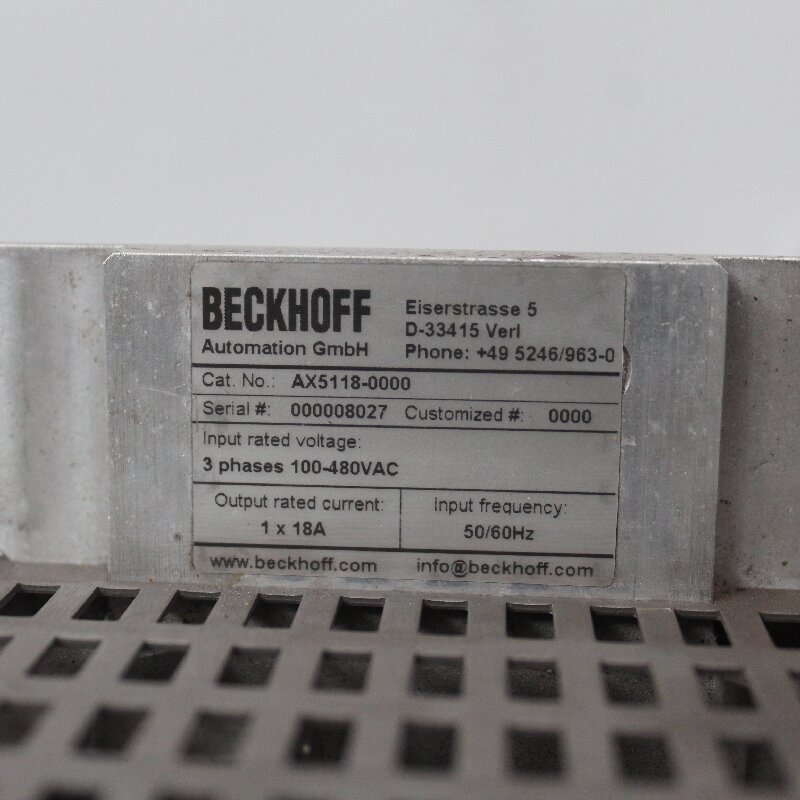 BECKHOFF
Automation GmbH
Eiserstrasse 5
D-33415 Verl
Phone: +49 5246/963-0
Cat. No.: AX5118-0000
Serial #: 000008027 Customized #: 0000
Input rated voltage:
3 phases 100-480VAC
Output rated current:
1 x 18A
Input frequency:
50/60Hz
www.beckhoff.com info@beckhoff.com